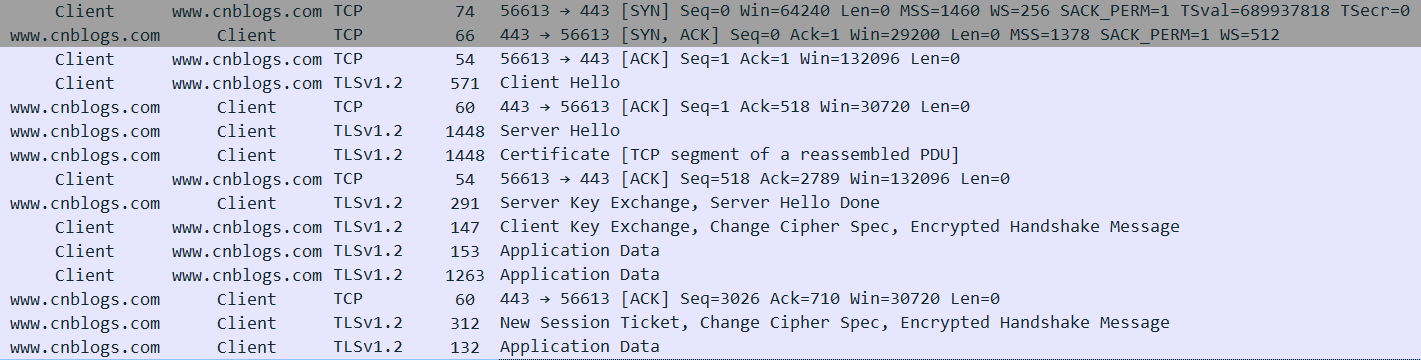 Client www.cnblogs.com TCP 74 56613 → 443 [SYN] Seq=0 Win=64240 Len=0 MSS=1460 WS=256 SACK_PERM=1 TSval=689937818 TSecr=0
www.cnblogs.com Client TCP 66 443 → 56613 [SYN, ACK] Seq=0 Ack=1 Win=29200 Len=0 MSS=1378 SACK_PERM=1 WS=512
Client www.cnblogs.com TCP 54 56613 → 443 [ACK] Seq=1 Ack=1 Win=132096 Len=0
Client www.cnblogs.com TLSv1.2 571 Client Hello
www.cnblogs.com Client TCP 60 443 → 56613 [ACK] Seq=1 Ack=518 Win=30720 Len=0
www.cnblogs.com Client TLSv1.2 1448 Server Hello
www.cnblogs.com Client TLSv1.2 1448 Certificate [TCP segment of a reassembled PDU]
Client www.cnblogs.com TCP 54 56613 → 443 [ACK] Seq=518 Ack=2789 Win=132096 Len=0
www.cnblogs.com Client TLSv1.2 291 Server Key Exchange, Server Hello Done
Client www.cnblogs.com TLSv1.2 147 Client Key Exchange, Change Cipher Spec, Encrypted Handshake Message
Client www.cnblogs.com TLSv1.2 153 Application Data
Client www.cnblogs.com TLSv1.2 1263 Application Data
www.cnblogs.com Client TCP 60 443 → 56613 [ACK] Seq=3026 Ack=710 Win=30720 Len=0
www.cnblogs.com Client TLSv1.2 312 New Session Ticket, Change Cipher Spec, Encrypted Handshake Message
www.cnblogs.com Client TLSv1.2 132 Application Data